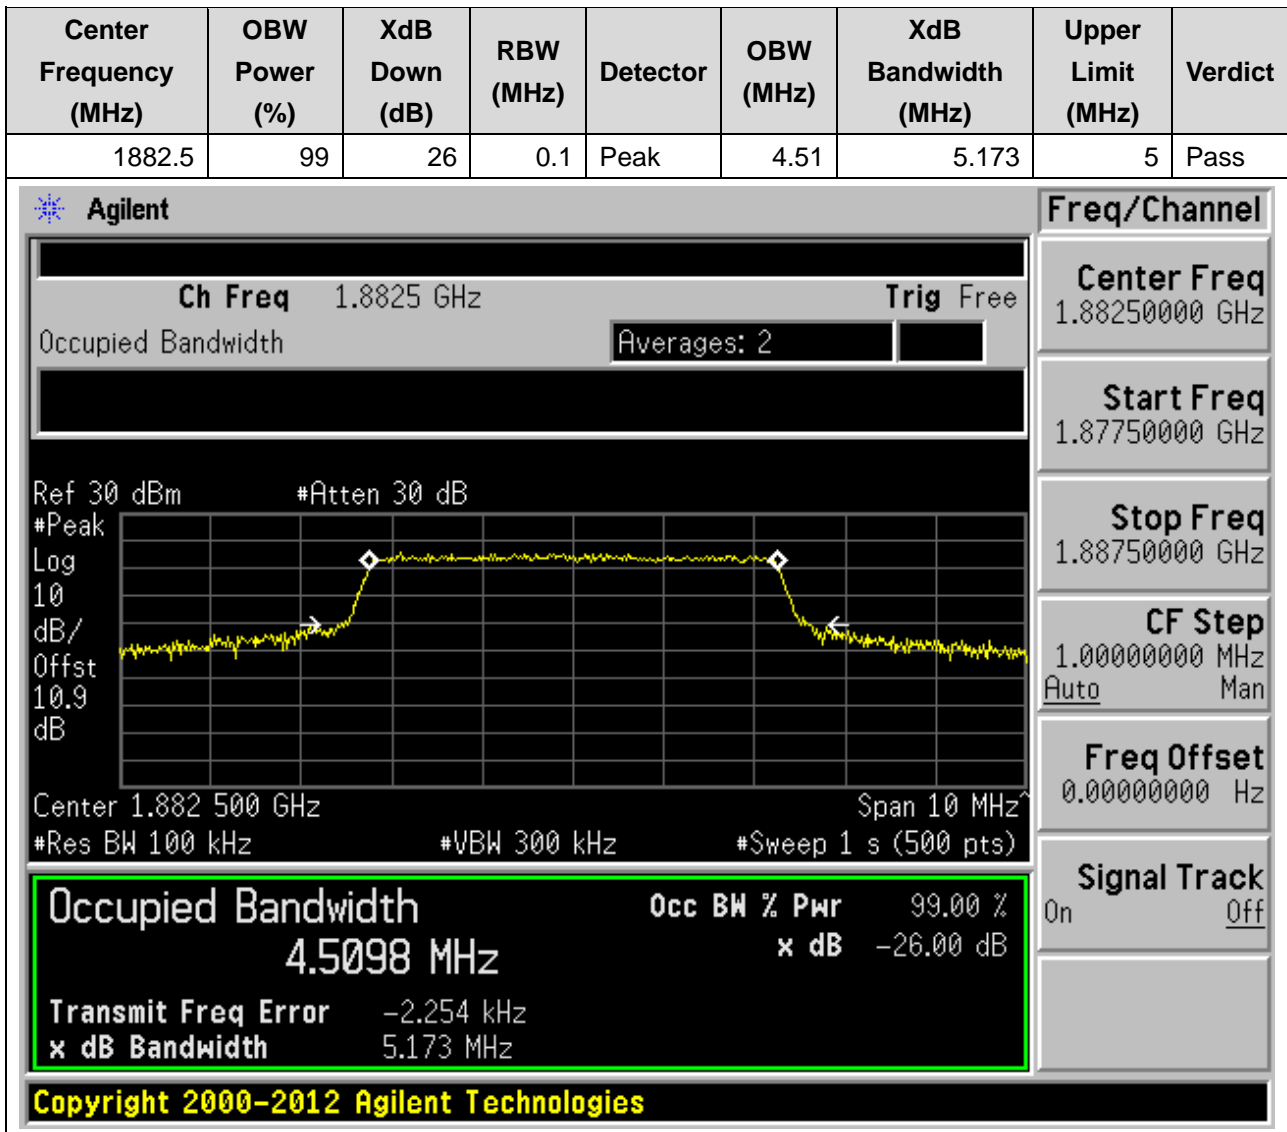 Center Frequency (MHz) OBW Power (%) XdB Down (dB) RBW (MHz) Detector OBW (MHz) XdB Bandwidth (MHz) Upper Limit (MHz) Verdict
1882.5 99 26 0.1 Peak 4.51 5.173 5 Pass
Agilent
Freq/Channel
Ch Freq 1.8825 GHz Trig Free
Occupied Bandwidth Averages: 2
Center Freq
1.88250000 GHz
Start Freq
1.87750000 GHz
Stop Freq
1.88750000 GHz
CF Step
1.00000000 MHz
Auto Man
Freq Offset
0.00000000 Hz
Signal Track
On Off
Ref 30 dBm #Atten 30 dB
#Peak
Log
10
dB/
Offst
10.9
dB
Center 1.882 500 GHz Span 10 MHz^
#Res BW 100 kHz #VBW 300 kHz #Sweep 1 s (500 pts)
Occupied Bandwidth Occ BW % Pwr 99.00 %
4.5098 MHz x dB -26.00 dB
Transmit Freq Error -2.254 kHz
x dB Bandwidth 5.173 MHz
Copyright 2000-2012 Agilent Technologies